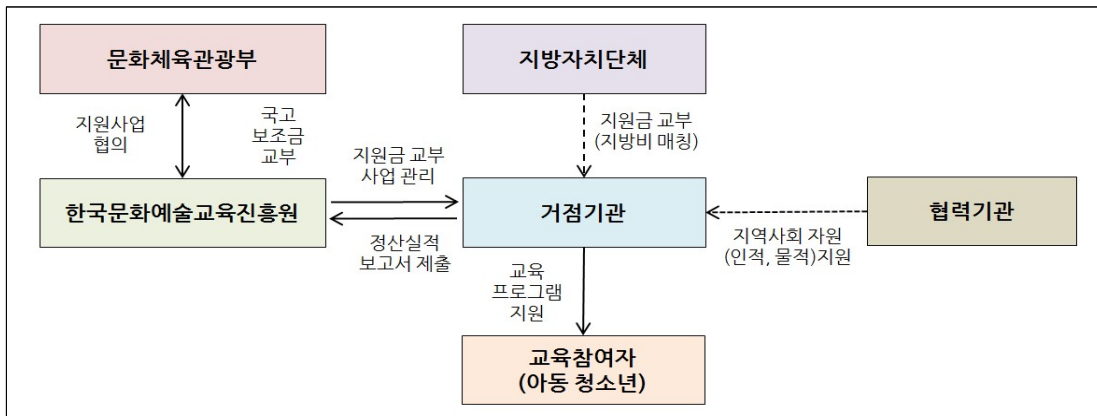 문화체육관광부
지방자치단체
지원사업
협의
국고
보조금
교부
지원금 교부
(지방비 매칭)
지원금 교부
사업 관리
한국문화예술교육진흥원
거점기관
협력기관
정산실적
보고서 제출
지역사회 자원
(인적, 물적)지원
교육
프로그램
지원
교육참여자
(아동 청소년)